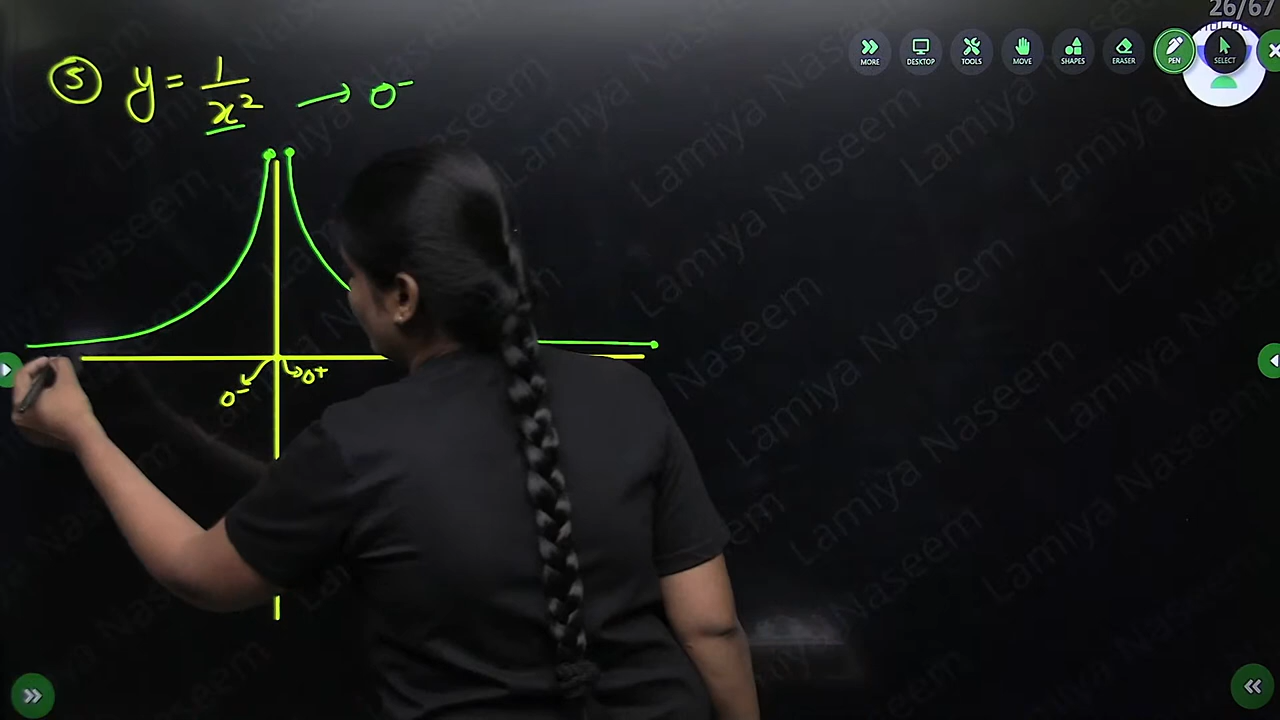 26/67
MORE DESKTOP TOOLS MOVE SHAPES ERASER PEN SELECT
5 y = 1/x² → 0⁻
0⁻ 0⁺
Lamiya Naseem